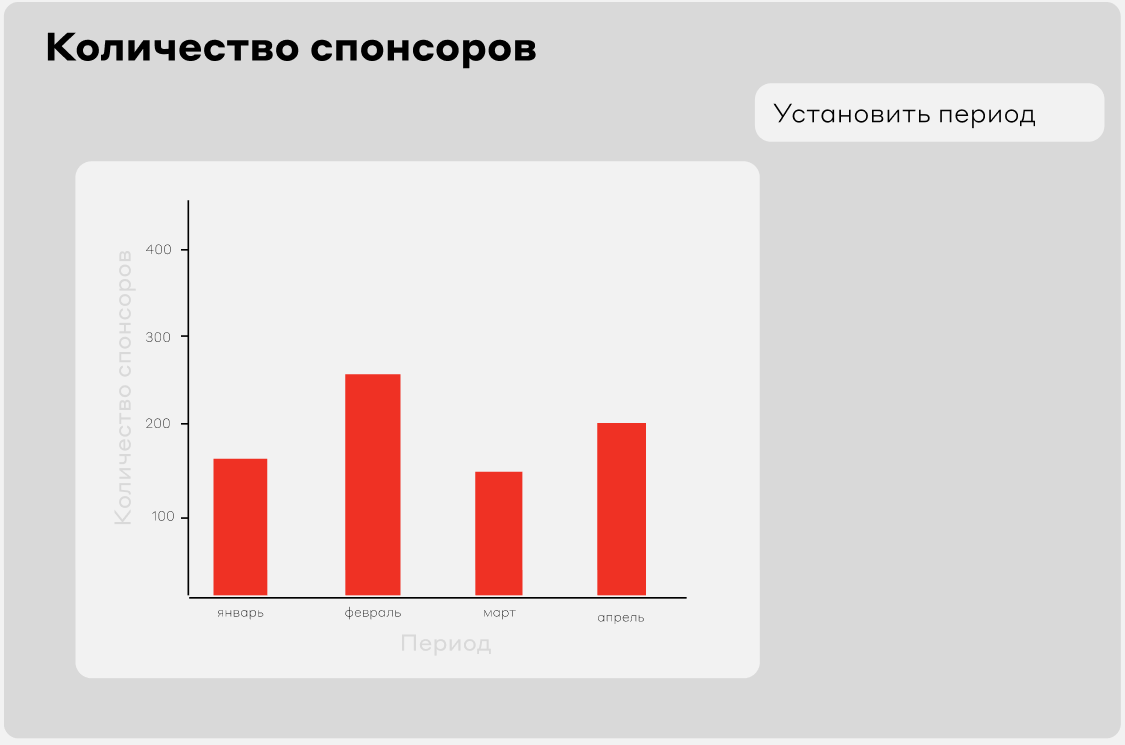 Количество спонсоров
Установить период
Количество спонсоров
400
300
200
100
январь
февраль
март
апрель
Период